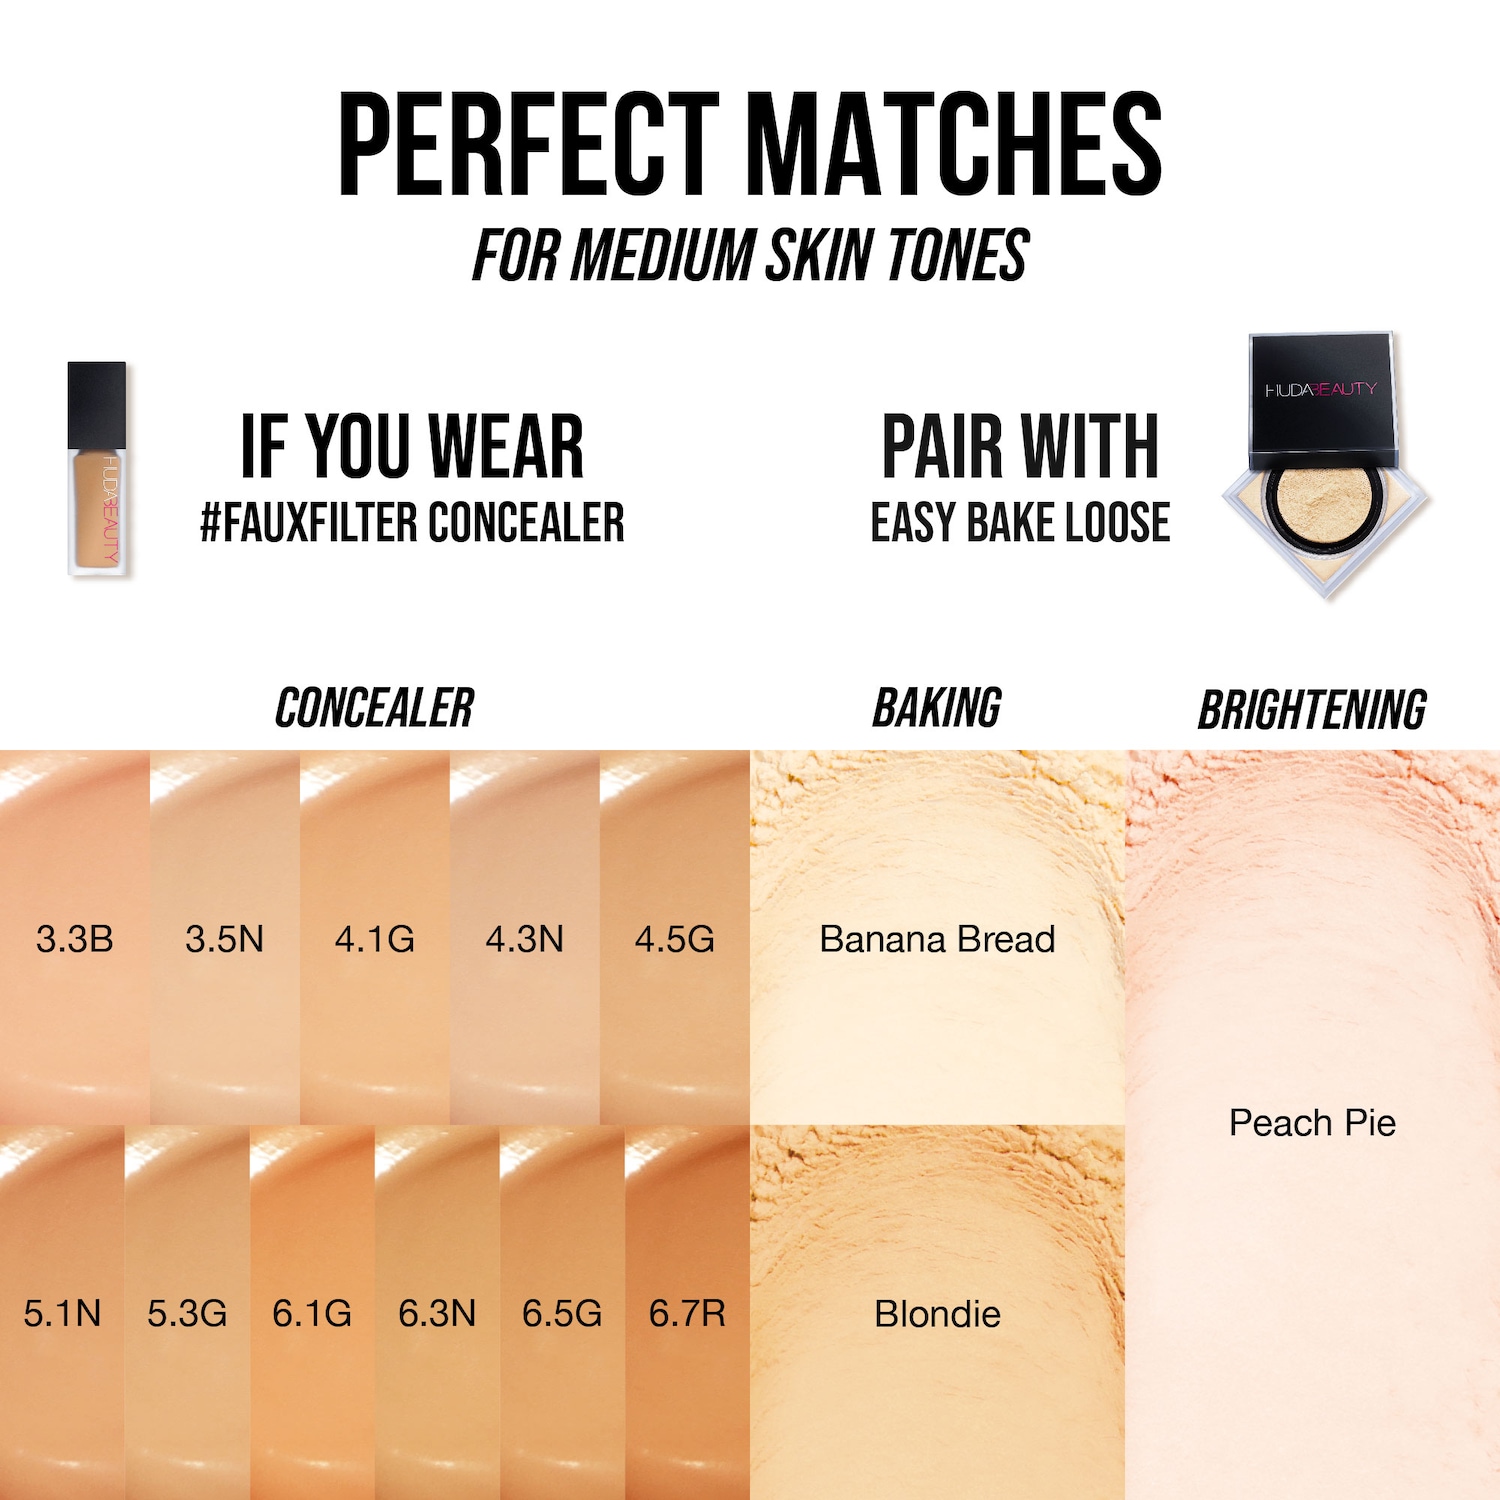 PERFECT MATCHES
FOR MEDIUM SKIN TONES
IF YOU WEAR
#FAUXFILTER CONCEALER
HUDABEAUTY
PAIR WITH
EASY BAKE LOOSE
HUDABEAUTY
CONCEALER
BAKING
BRIGHTENING
3.3B
3.5N
4.1G
4.3N
4.5G
Banana Bread
Peach Pie
5.1N
5.3G
6.1G
6.3N
6.5G
6.7R
Blondie